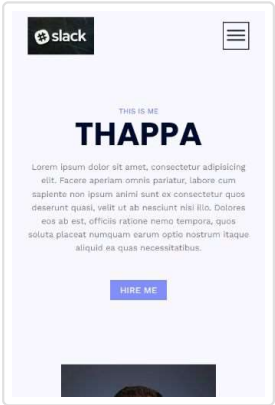 slack
THIS IS ME
THAPPA
Lorem ipsum dolor sit amet, consectetur adipisicing
elit. Facere aperiam omnis pariatur, labore cum
sapiente non ipsum animi sunt ex consectetur quos
deserunt quasi, velit ut ab nesciunt nisi illo. Dolores
eos ab est, officiis ratione nemo tempora, quos
soluta placeat numquam earum optio nostrum itaque
aliquid ea quas necessitatibus.
HIRE ME